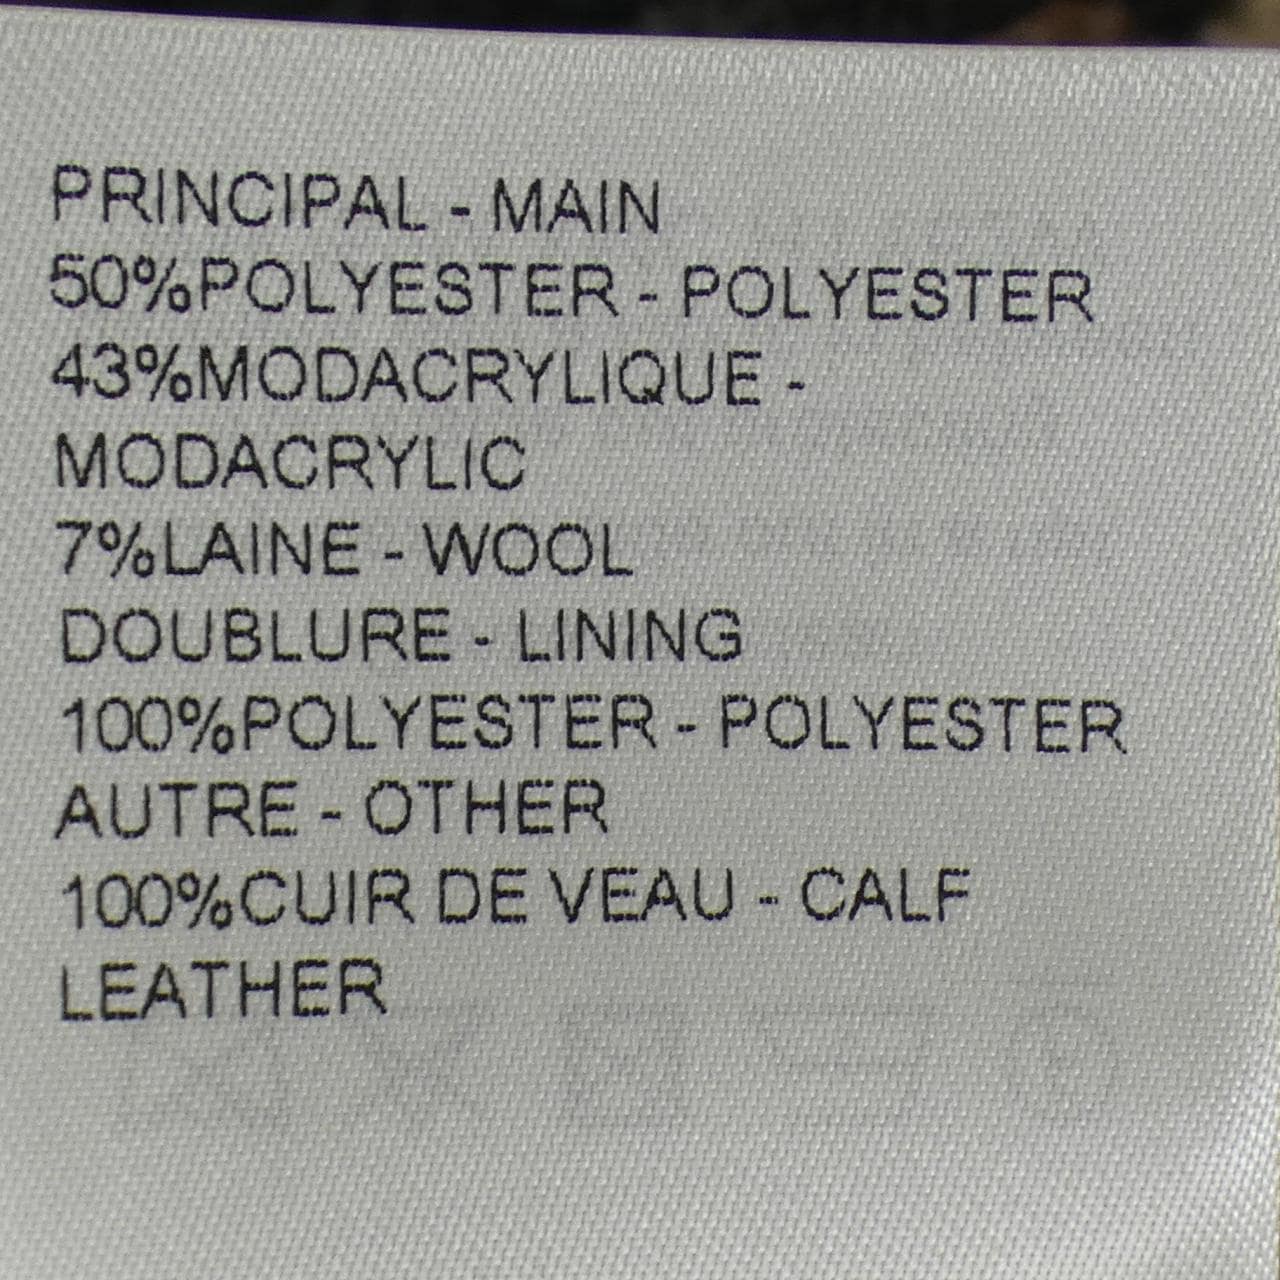 PRINCIPAL - MAIN
50%POLYESTER - POLYESTER
43%MODACRYLIQUE -
MODACRYLIC
7%LAINE - WOOL
DOUBLURE - LINING
100%POLYESTER - POLYESTER
AUTRE - OTHER
100%CUIR DE VEAU - CALF
LEATHER